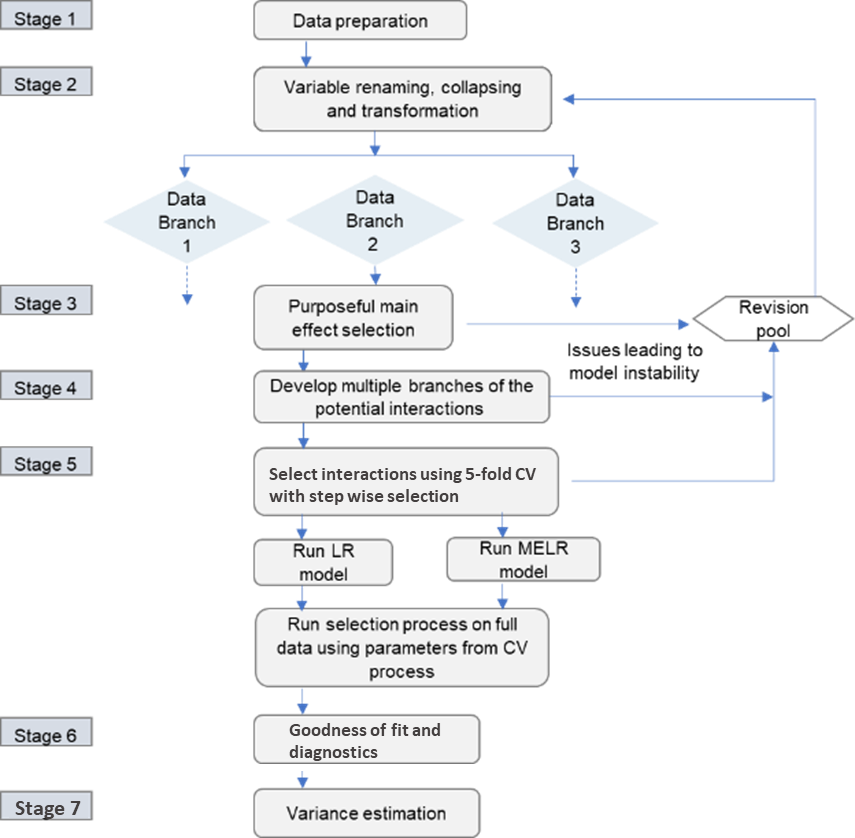 Stage 1
Data preparation
Stage 2
Variable renaming, collapsing
and transformation
Data
Branch
1
Data
Branch
2
Data
Branch
3
Stage 3
Purposeful main
effect selection
Revision
pool
Issues leading to
model instability
Stage 4
Develop multiple branches of the
potential interactions
Stage 5
Select interactions using 5-fold CV
with step wise selection
Run LR
model
Run MELR
model
Run selection process on full
data using parameters from CV
process
Stage 6
Goodness of fit and
diagnostics
Stage 7
Variance estimation